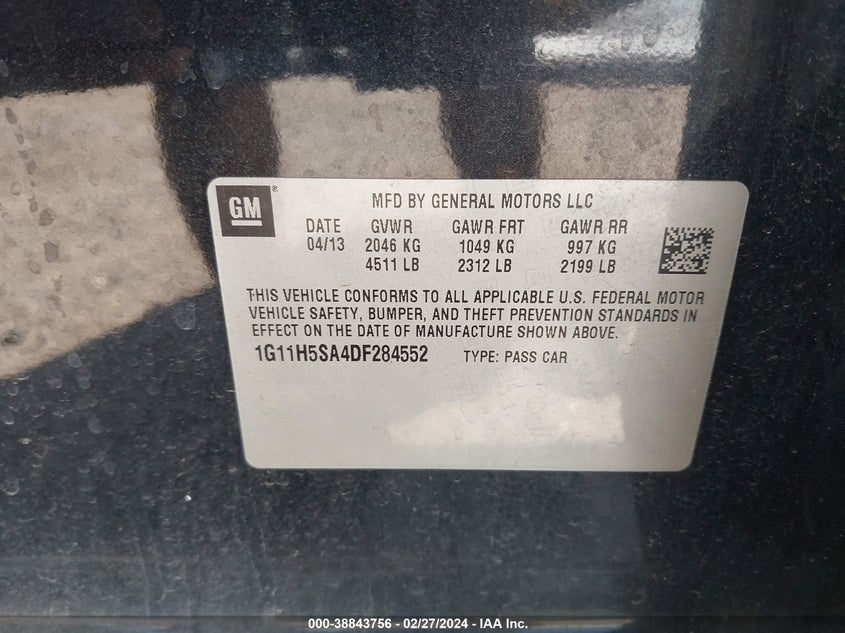 GM ®
MFD BY GENERAL MOTORS LLC
DATE GVWR GAWR FRT GAWR RR
04/13 2046 KG 1049 KG 997 KG
4511 LB 2312 LB 2199 LB
THIS VEHICLE CONFORMS TO ALL APPLICABLE U.S. FEDERAL MOTOR
VEHICLE SAFETY, BUMPER, AND THEFT PREVENTION STANDARDS IN
EFFECT ON THE DATE OF MANUFACTURE SHOWN ABOVE.
1G11H5SA4DF284552 TYPE: PASS CAR
000-38843756 - 02/27/2024 - IAA Inc.